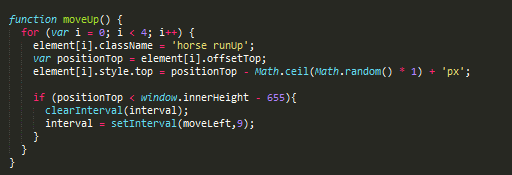 function moveUp() {
  for (var i = 0; i < 4; i++) {
    element[i].className = 'horse runUp';
    var positionTop = element[i].offsetTop;
    element[i].style.top = positionTop - Math.ceil(Math.random() * 1) + 'px';

    if (positionTop < window.innerHeight - 655){
      clearInterval(interval);
      interval = setInterval(moveLeft,9);
    }
  }
}